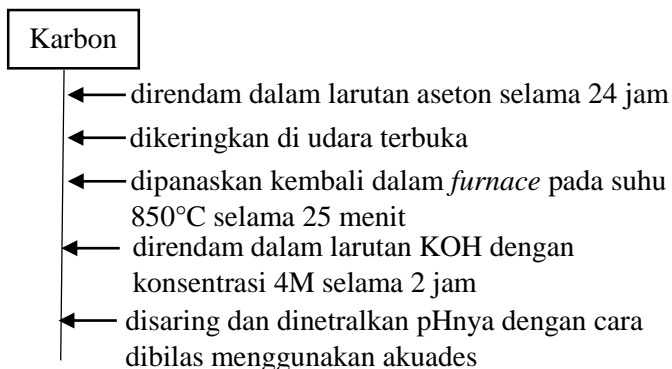 Karbon
direndam dalam larutan aseton selama 24 jam
dikeringkan di udara terbuka
dipanaskan kembali dalam furnace pada suhu
850°C selama 25 menit
direndam dalam larutan KOH dengan
konsentrasi 4M selama 2 jam
disaring dan dinetralkan pHnya dengan cara
dibilas menggunakan akuades